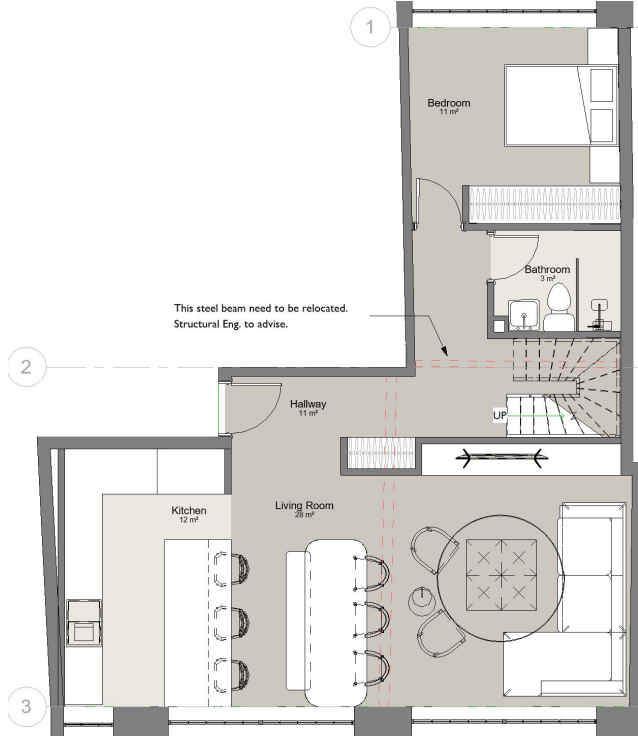 1
Bedroom
11 m²
Bathroom
3 m²
This steel beam need to be relocated.
Structural Eng. to advise.
2
Hallway
11 m²
UP
Kitchen
12 m²
Living Room
28 m²
3